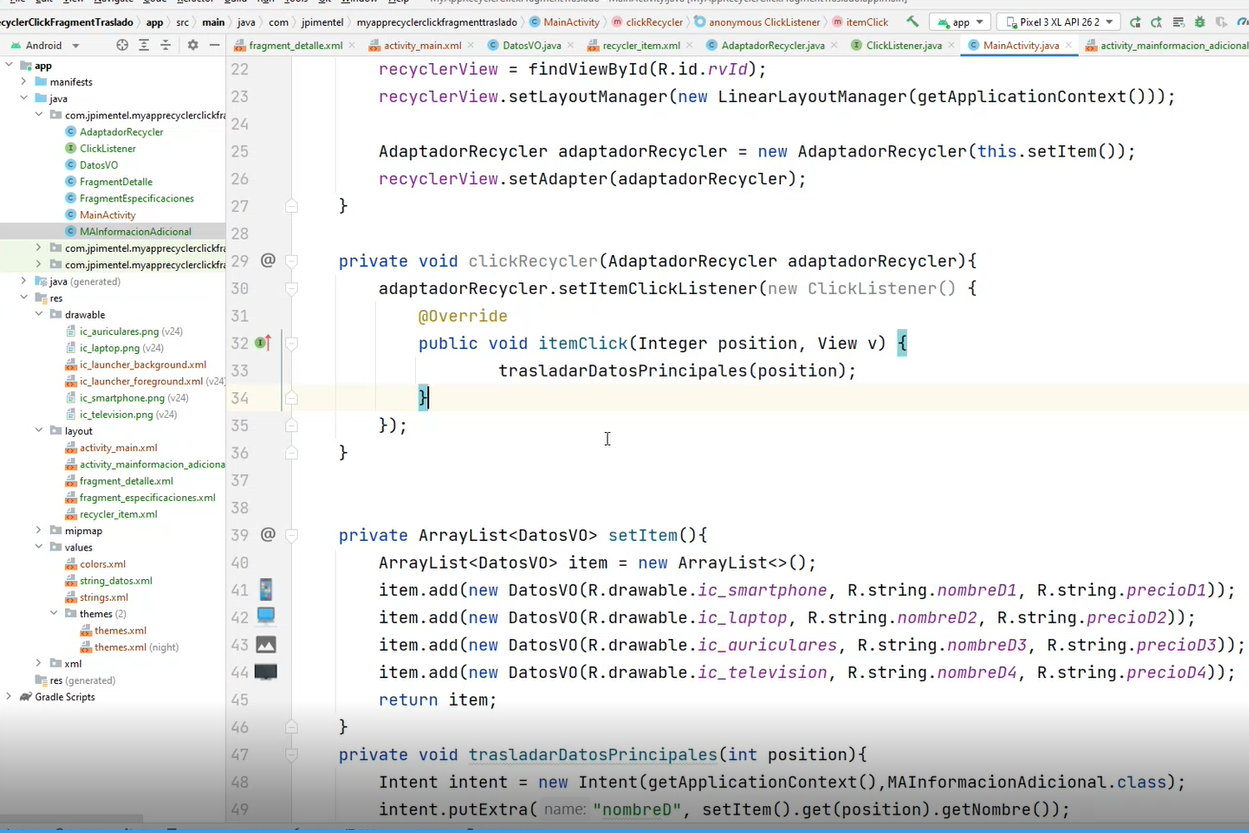 ecyclerClickFragmentTraslado app src main java com jpimentel myapprecyclerclickfragmenttraslado MainActivity clickRecycler anonymous ClickListener itemClick app Pixel 3 XL API 26 2
Android
fragment_detalle.xml activity_main.xml DatosVO.java recycler_item.xml AdaptadorRecycler.java ClickListener.java MainActivity.java activity_mainformacion_adicional
app
manifests
java
com.jpimentel.myapprecyclerclickfra
AdaptadorRecycler
ClickListener
DatosVO
FragmentDetalle
FragmentEspecificaciones
MainActivity
MAInformacionAdicional
com.jpimentel.myapprecyclerclickfra
com.jpimentel.myapprecyclerclickfra
java (generated)
res
drawable
ic_auriculares.png (v24)
ic_laptop.png (v24)
ic_launcher_background.xml
ic_launcher_foreground.xml (v24)
ic_smartphone.png (v24)
ic_television.png (v24)
layout
activity_main.xml
activity_mainformacion_adiciona
fragment_detalle.xml
fragment_especificaciones.xml
recycler_item.xml
mipmap
values
colors.xml
string_datos.xml
strings.xml
themes (2)
themes.xml
themes.xml (night)
xml
res (generated)
Gradle Scripts
22 recyclerView = findViewById(R.id.rvId);
23 recyclerView.setLayoutManager(new LinearLayoutManager(getApplicationContext()));
24
25 AdaptadorRecycler adaptadorRecycler = new AdaptadorRecycler(this.setItem());
26 recyclerView.setAdapter(adaptadorRecycler);
27 }
28
29 @ private void clickRecycler(AdaptadorRecycler adaptadorRecycler){
30 adaptadorRecycler.setItemClickListener(new ClickListener() {
31 @Override
32 public void itemClick(Integer position, View v) {
33 trasladarDatosPrincipales(position);
34 }
35 });
36 }
37
38
39 @ private ArrayList<DatosVO> setItem(){
40 ArrayList<DatosVO> item = new ArrayList<>();
41 item.add(new DatosVO(R.drawable.ic_smartphone, R.string.nombreD1, R.string.precioD1));
42 item.add(new DatosVO(R.drawable.ic_laptop, R.string.nombreD2, R.string.precioD2));
43 item.add(new DatosVO(R.drawable.ic_auriculares, R.string.nombreD3, R.string.precioD3));
44 item.add(new DatosVO(R.drawable.ic_television, R.string.nombreD4, R.string.precioD4));
45 return item;
46 }
47 private void trasladarDatosPrincipales(int position){
48 Intent intent = new Intent(getApplicationContext(),MAInformacionAdicional.class);
49 intent.putExtra( name: "nombreD", setItem().get(position).getNombre());